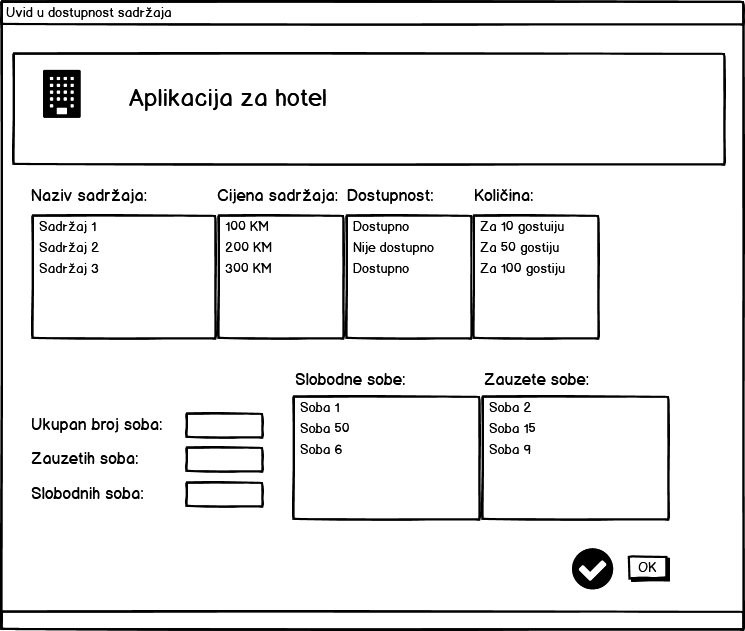 Uvid u dostupnost sadržaja
Aplikacija za hotel
Naziv sadržaja: Cijena sadržaja: Dostupnost: Količina:
Sadržaj 1 100 KM Dostupno Za 10 gostuiju
Sadržaj 2 200 KM Nije dostupno Za 50 gostiju
Sadržaj 3 300 KM Dostupno Za 100 gostiju
Slobodne sobe: Zauzete sobe:
Soba 1 Soba 2
Ukupan broj soba: Soba 50 Soba 15
Soba 6 Soba 9
Zauzetih soba:
Slobodnih soba:
OK